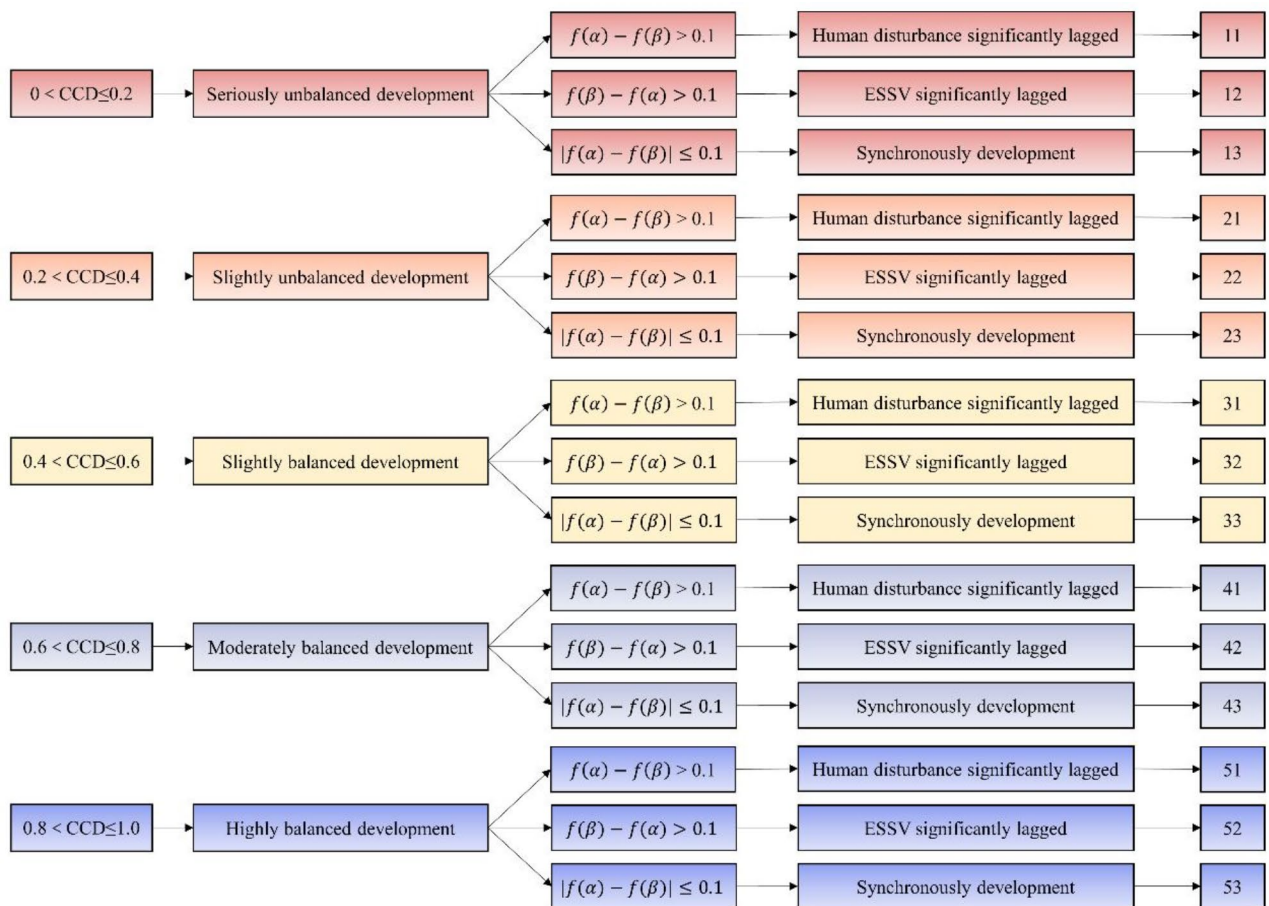 f(α) − f(β) > 0.1
Human disturbance significantly lagged
11
0 < CCD≤0.2
Seriously unbalanced development
f(β) − f(α) > 0.1
ESSV significantly lagged
12
|f(α) − f(β)| ≤ 0.1
Synchronously development
13
f(α) − f(β) > 0.1
Human disturbance significantly lagged
21
0.2 < CCD≤0.4
Slightly unbalanced development
f(β) − f(α) > 0.1
ESSV significantly lagged
22
|f(α) − f(β)| ≤ 0.1
Synchronously development
23
f(α) − f(β) > 0.1
Human disturbance significantly lagged
31
0.4 < CCD≤0.6
Slightly balanced development
f(β) − f(α) > 0.1
ESSV significantly lagged
32
|f(α) − f(β)| ≤ 0.1
Synchronously development
33
f(α) − f(β) > 0.1
Human disturbance significantly lagged
41
0.6 < CCD≤0.8
Moderately balanced development
f(β) − f(α) > 0.1
ESSV significantly lagged
42
|f(α) − f(β)| ≤ 0.1
Synchronously development
43
f(α) − f(β) > 0.1
Human disturbance significantly lagged
51
0.8 < CCD≤1.0
Highly balanced development
f(β) − f(α) > 0.1
ESSV significantly lagged
52
|f(α) − f(β)| ≤ 0.1
Synchronously development
53